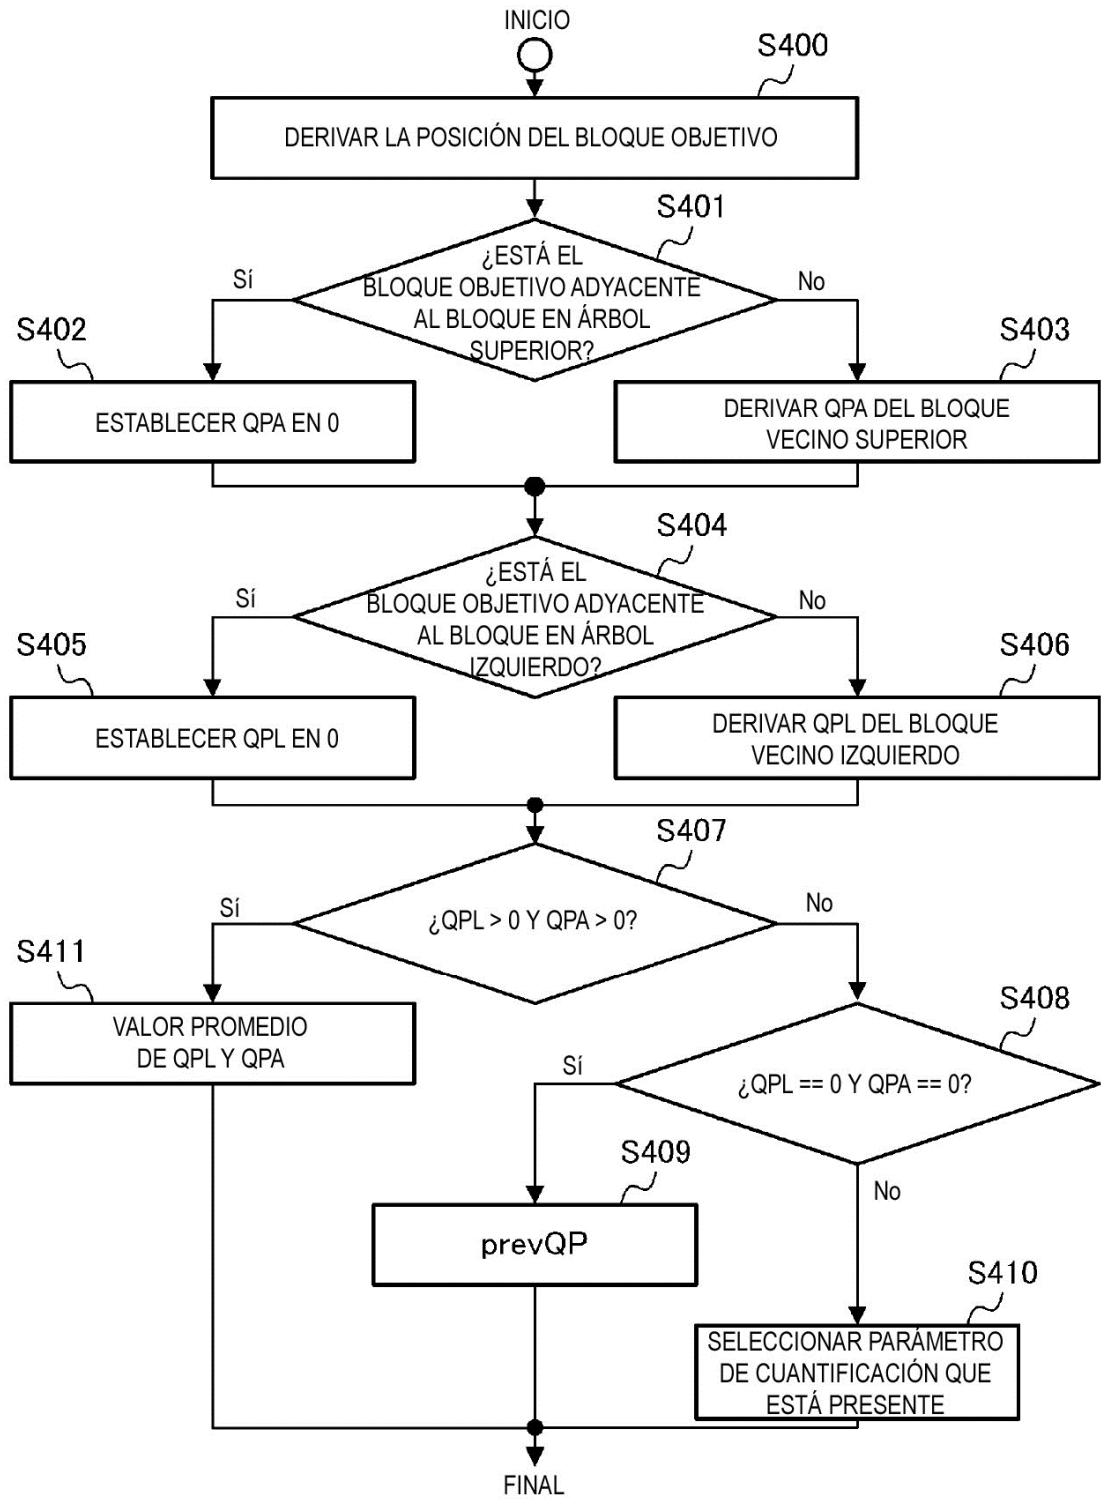 INICIO
S400
DERIVAR LA POSICIÓN DEL BLOQUE OBJETIVO
S401
¿ESTÁ EL
BLOQUE OBJETIVO ADYACENTE
AL BLOQUE EN ÁRBOL
SUPERIOR?
Sí
No
S402
ESTABLECER QPA EN 0
S403
DERIVAR QPA DEL BLOQUE
VECINO SUPERIOR
S404
¿ESTÁ EL
BLOQUE OBJETIVO ADYACENTE
AL BLOQUE EN ÁRBOL
IZQUIERDO?
Sí
No
S405
ESTABLECER QPL EN 0
S406
DERIVAR QPL DEL BLOQUE
VECINO IZQUIERDO
S407
¿QPL > 0 Y QPA > 0?
Sí
No
S411
VALOR PROMEDIO
DE QPL Y QPA
S408
¿QPL == 0 Y QPA == 0?
Sí
No
S409
prevQP
S410
SELECCIONAR PARÁMETRO
DE CUANTIFICACIÓN QUE
ESTÁ PRESENTE
FINAL